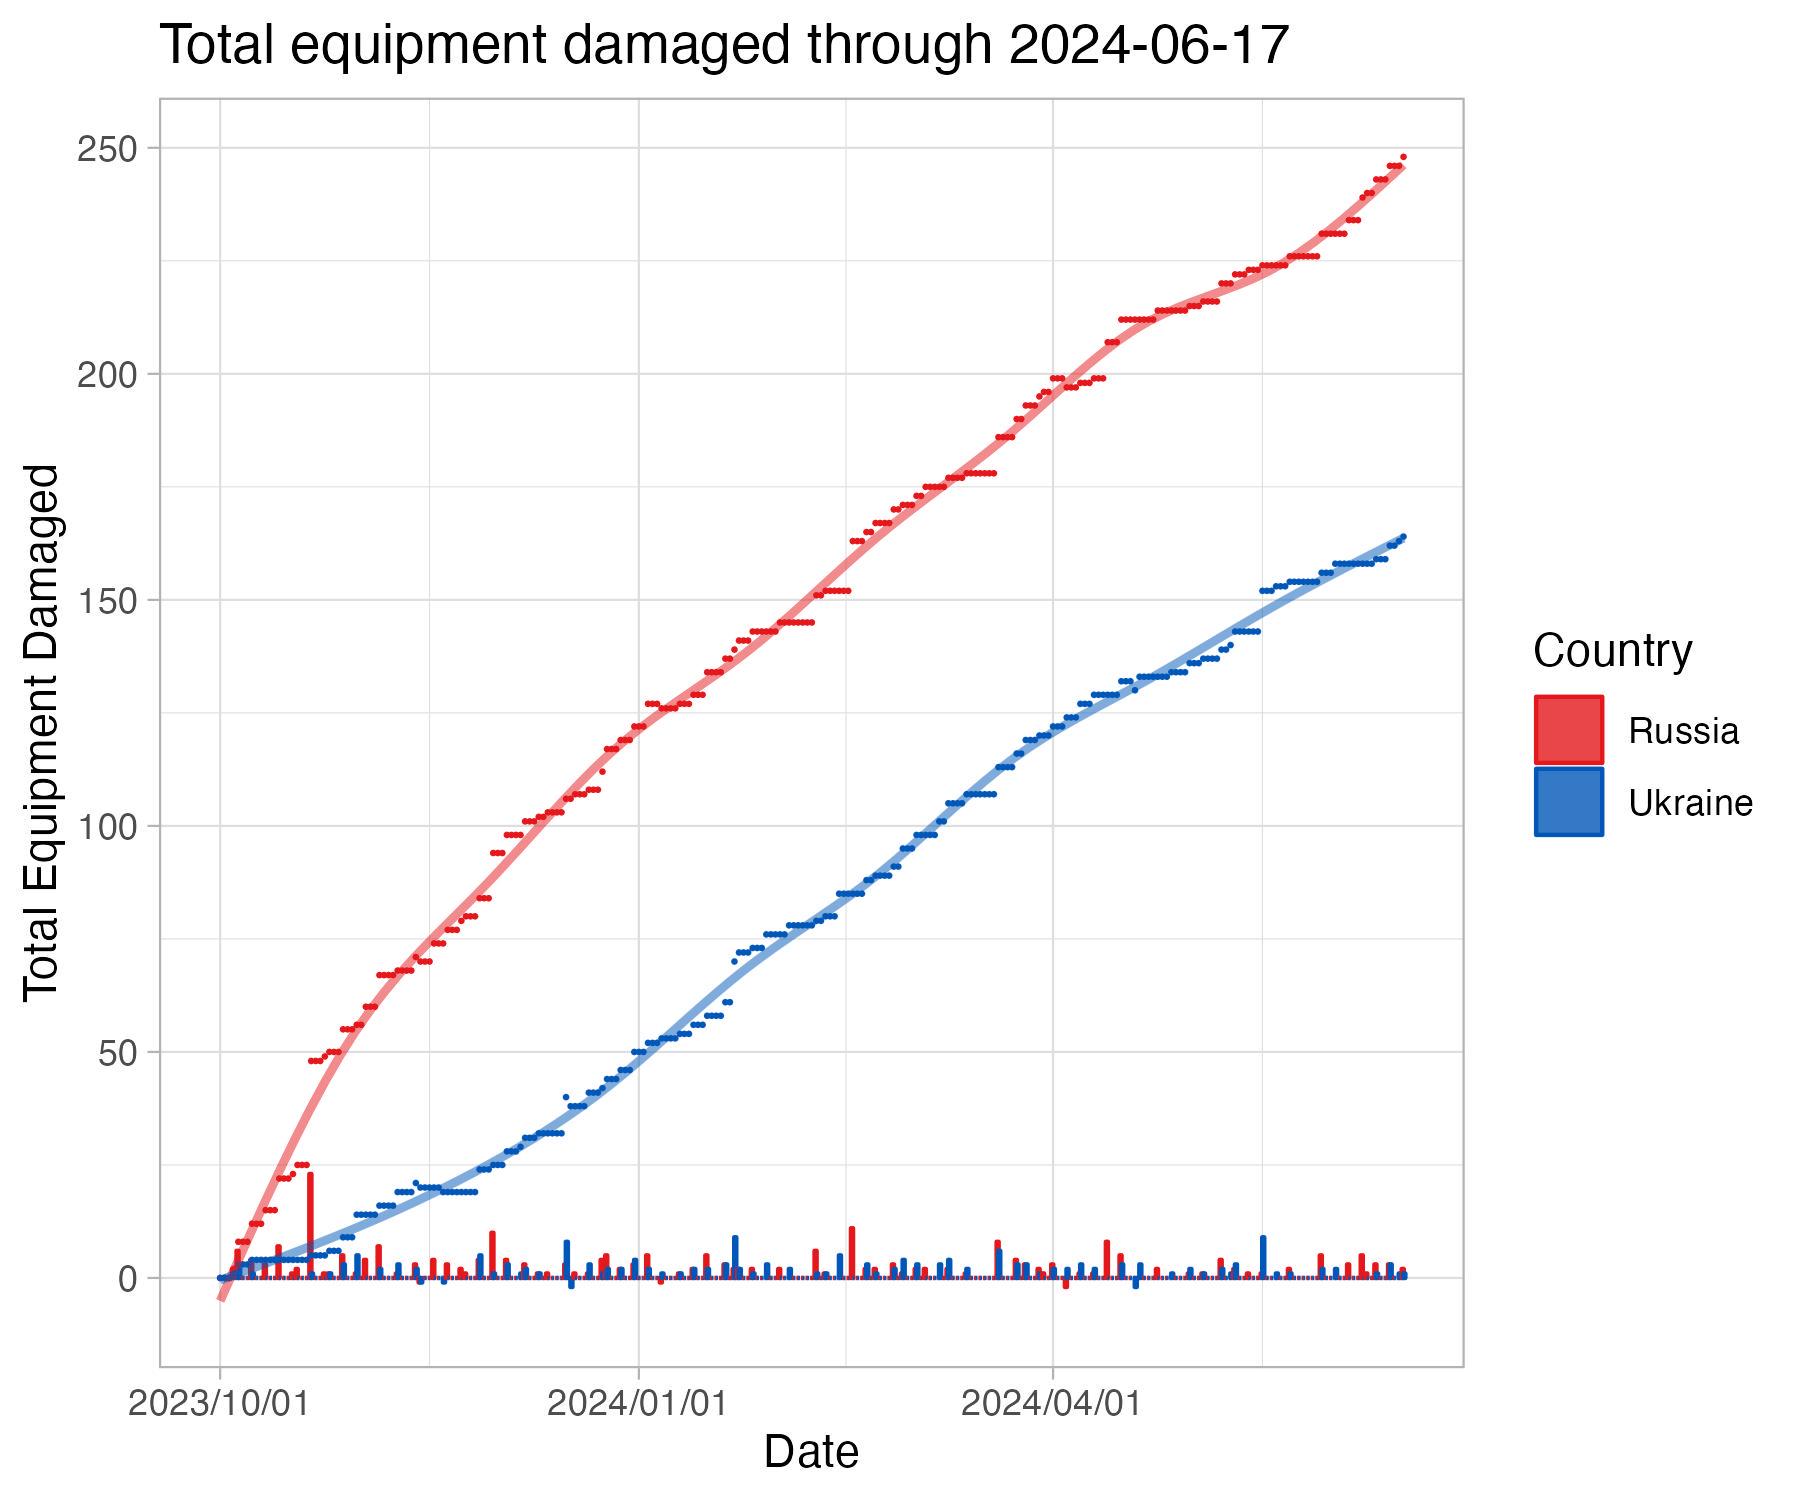 Total equipment damaged through 2024-06-17
Total Equipment Damaged
250
200
150
100
50
0
2023/10/01
2024/01/01
2024/04/01
Date
Country
Russia
Ukraine